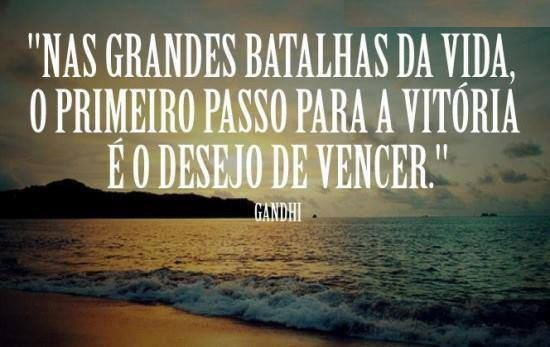 "NAS GRANDES BATALHAS DA VIDA,
O PRIMEIRO PASSO PARA A VITÓRIA
É O DESEJO DE VENCER."
GANDHI